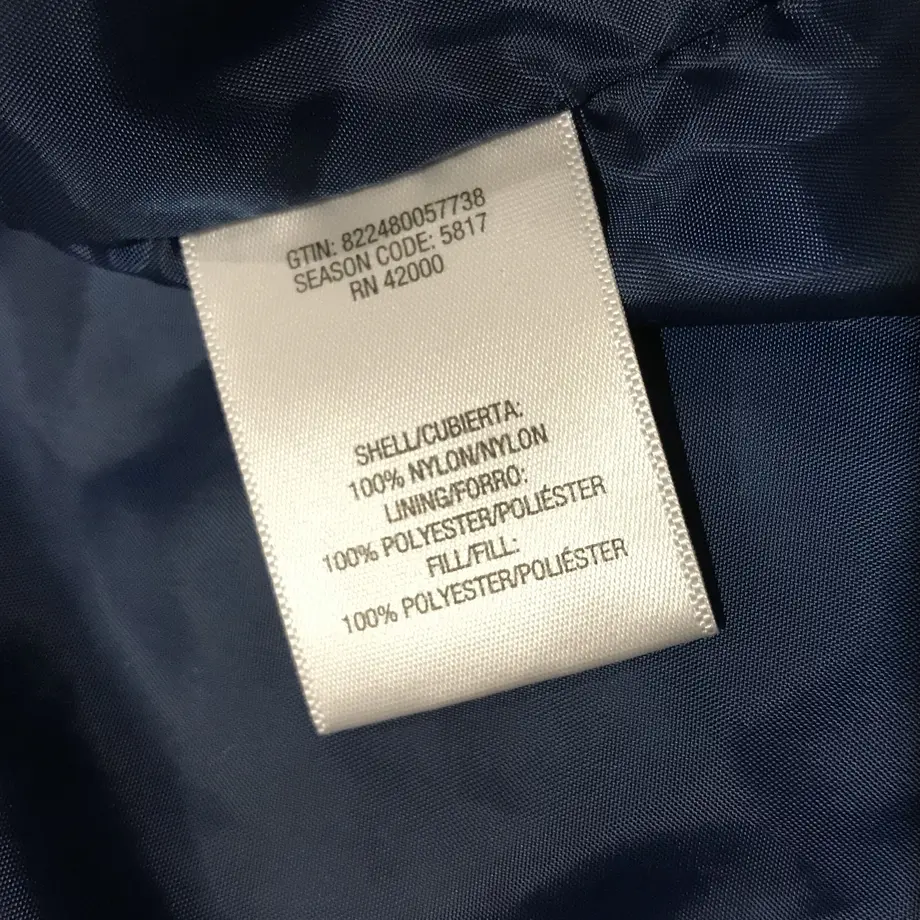 GTIN: 822480057738
SEASON CODE: 5817
RN 42000
SHELL/CUBIERTA:
100% NYLON/NYLON
LINING/FORRO:
100% POLYESTER/POLIÉSTER
FILL/FILL:
100% POLYESTER/POLIÉSTER